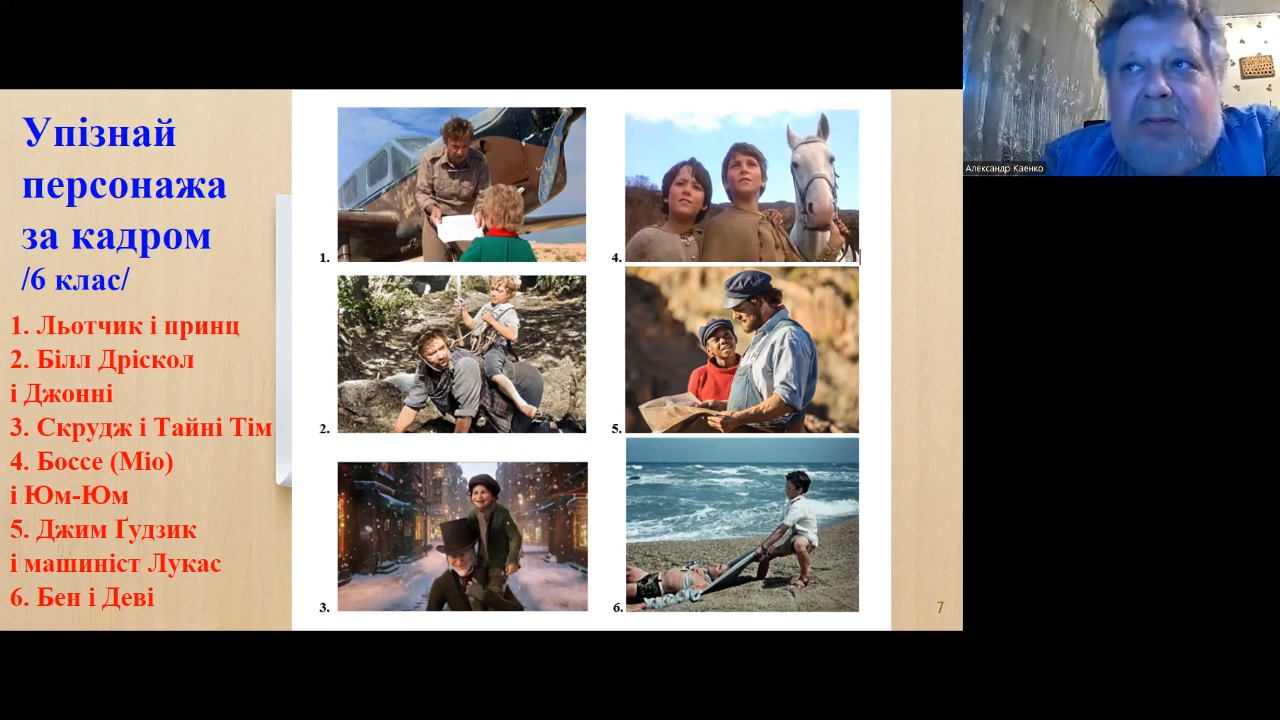 Упізнай
персонажа
за кадром
/6 клас/
1. Льотчик і принц
2. Білл Дріскол
і Джонні
3. Скрудж і Тайні Тім
4. Боссе (Міо)
і Юм-Юм
5. Джим Ґудзик
і машиніст Лукас
6. Бен і Деві
1.
4.
2.
5.
3.
6.
7
Александр Каенко